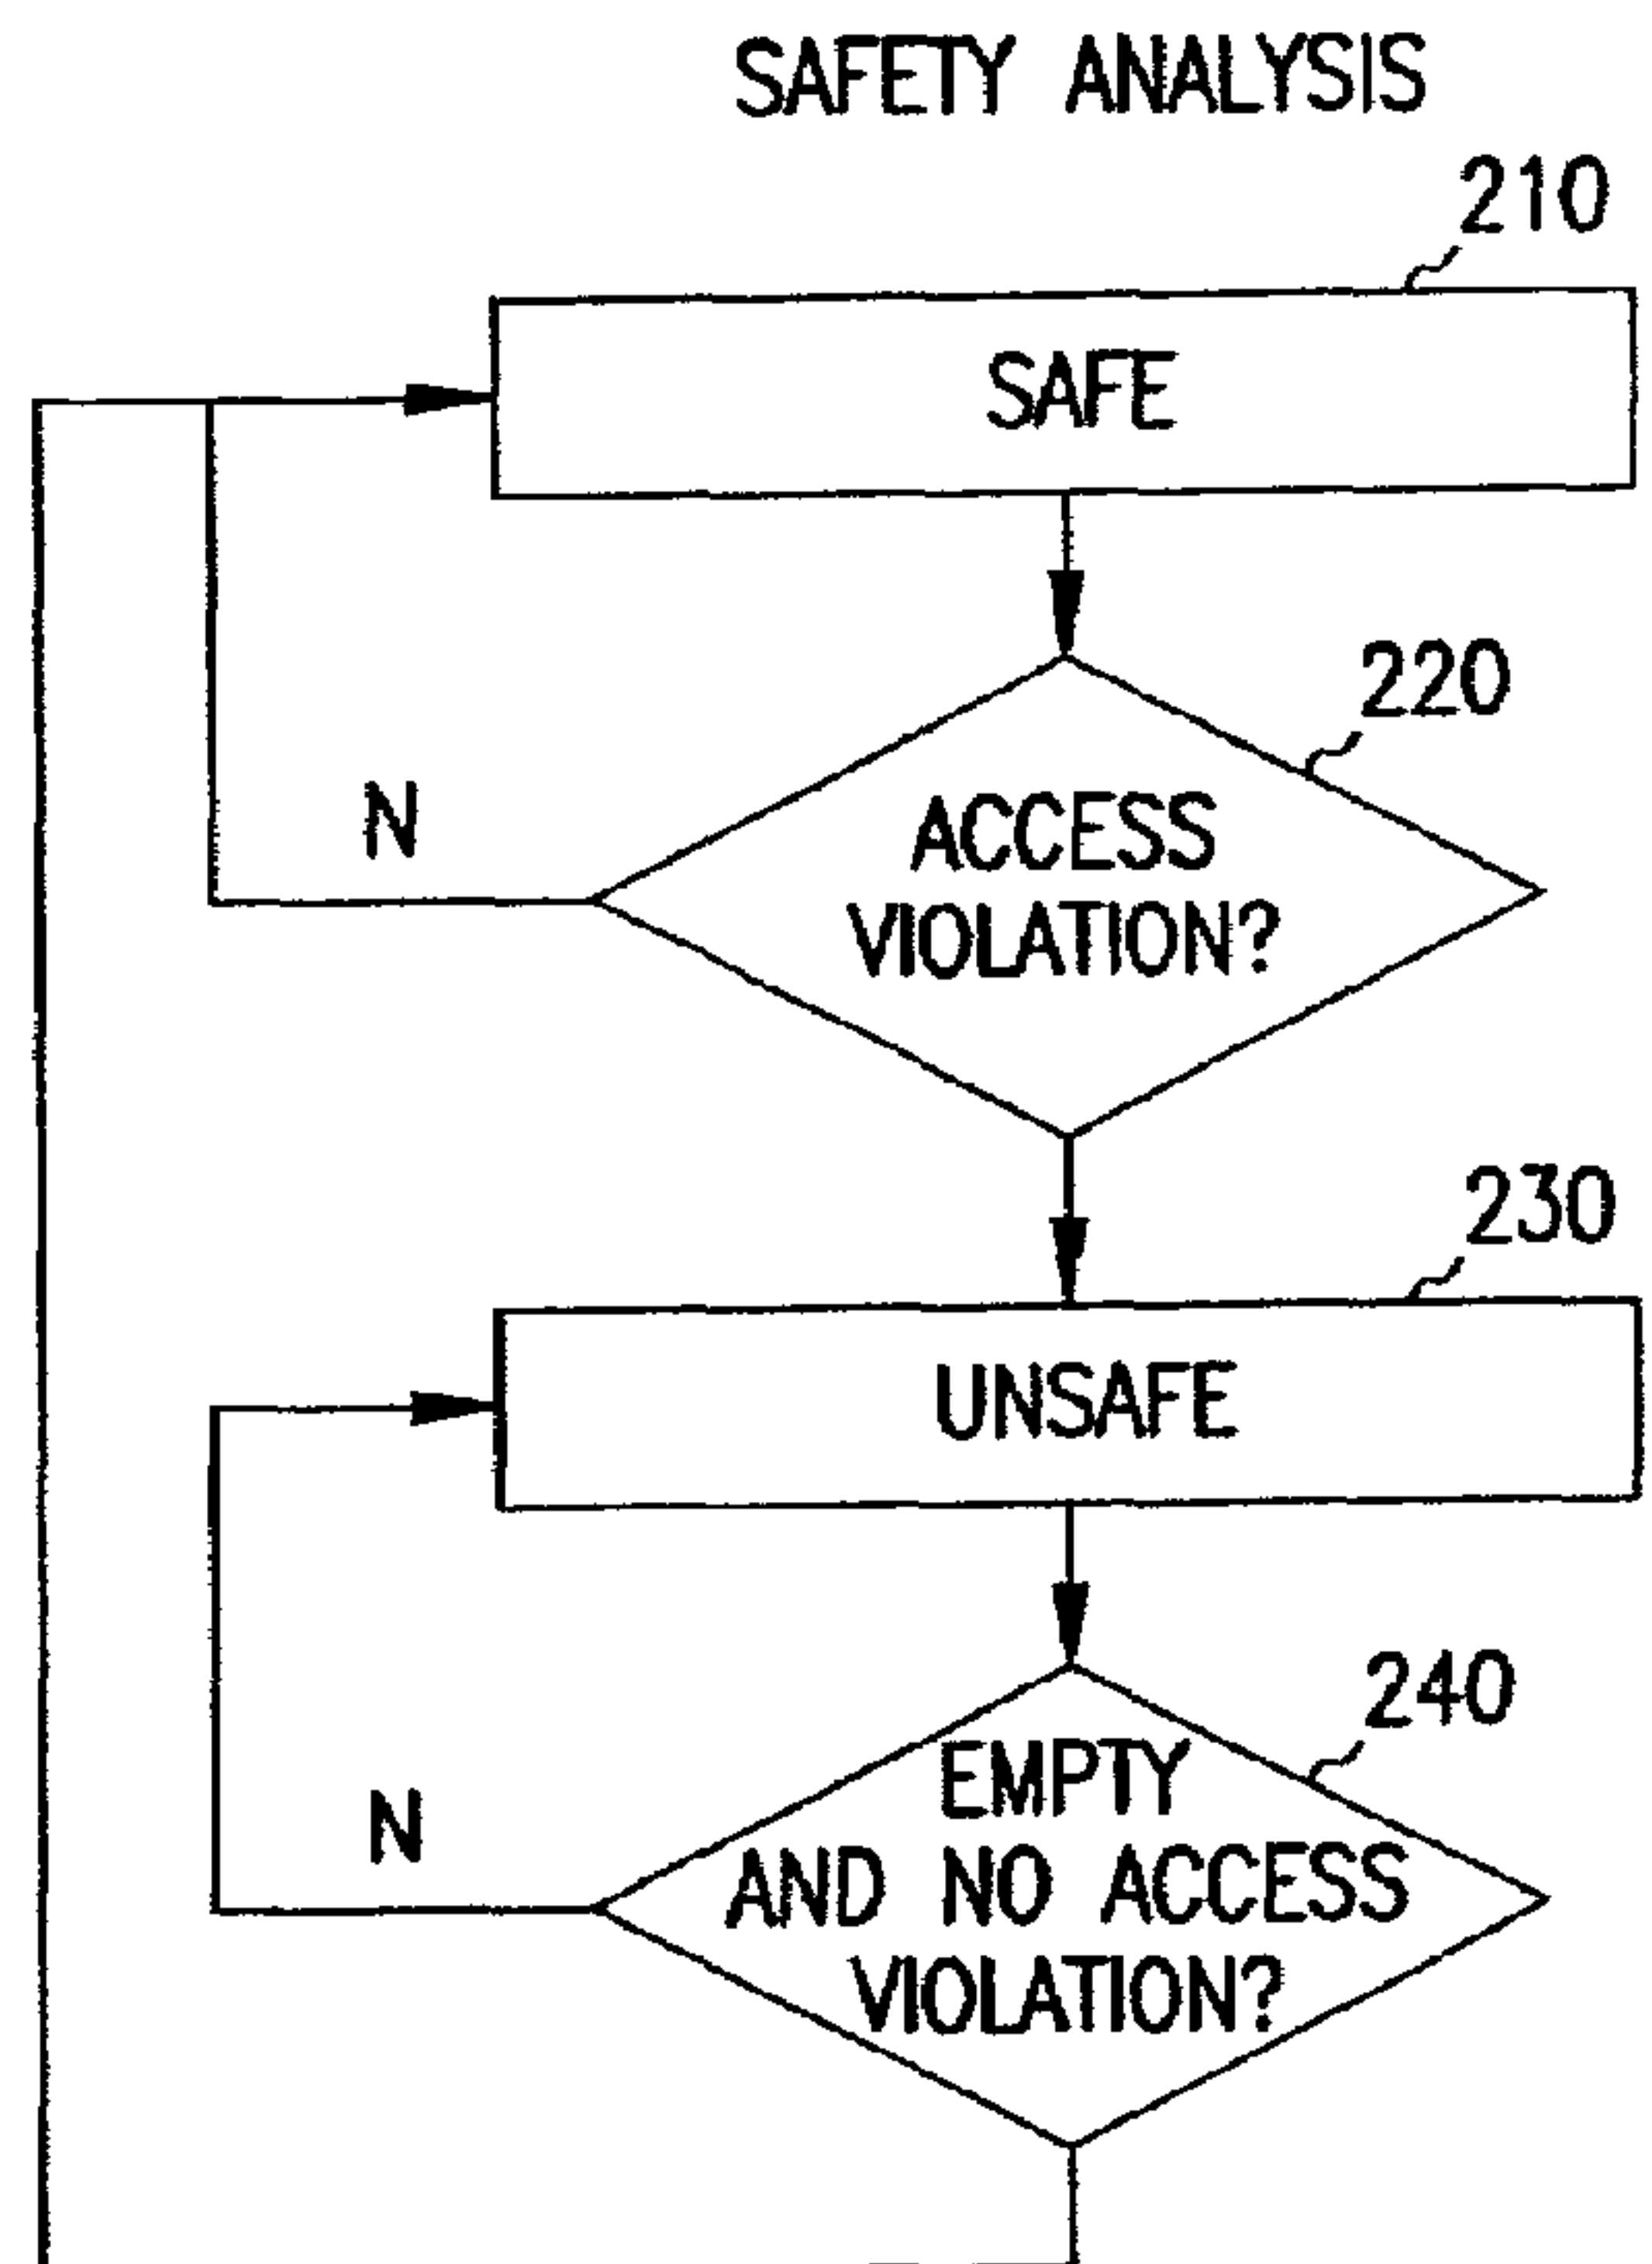 SAFETY ANALYSIS
210
SAFE
220
N
ACCESS
VIOLATION?
230
UNSAFE
240
N
EMPTY
AND NO ACCESS
VIOLATION?